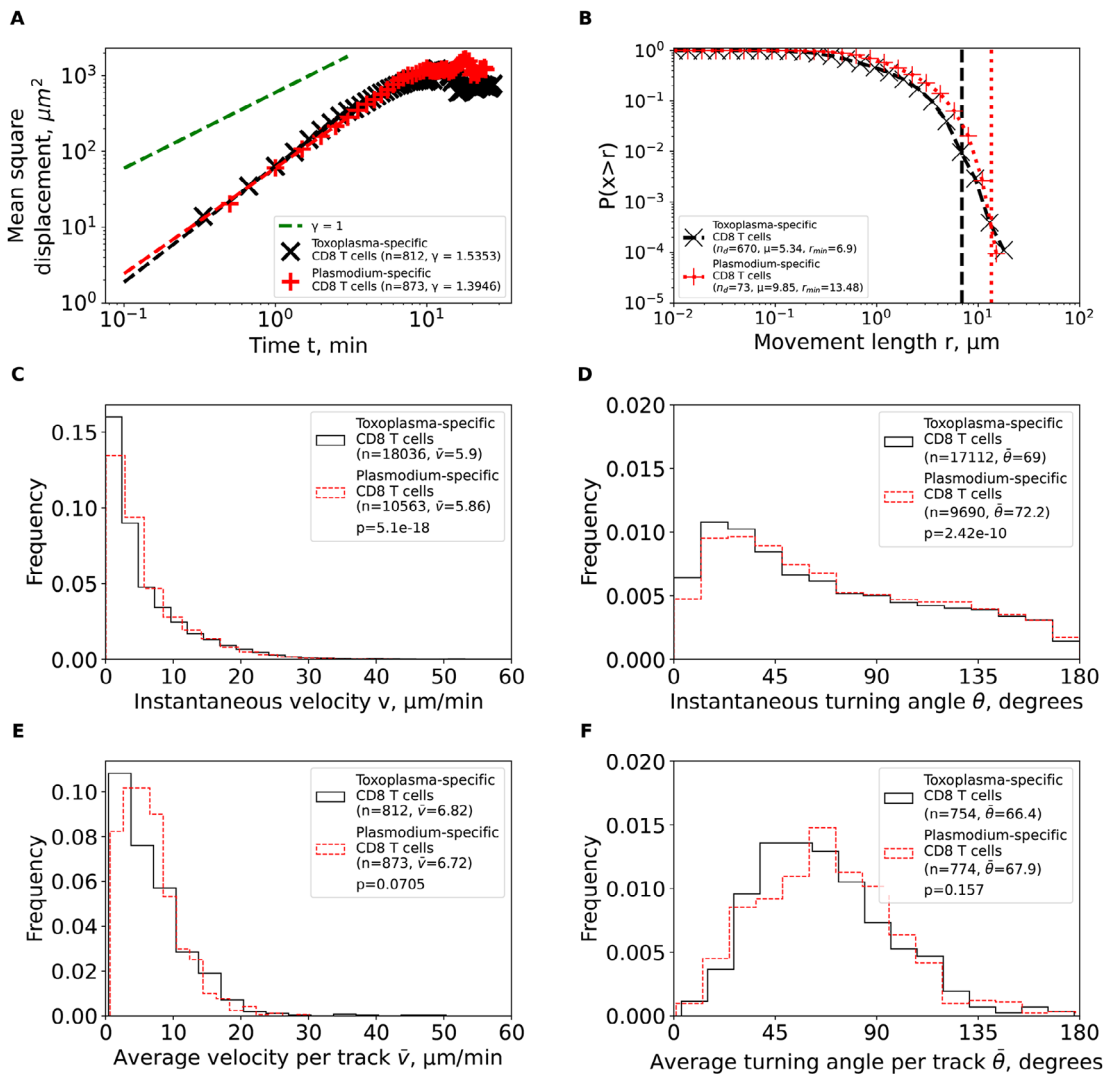 A
Mean square
displacement, μm²
10³
10²
10¹
10⁰
γ = 1
Toxoplasma-specific
CD8 T cells (n=812, γ = 1.5353)
Plasmodium-specific
CD8 T cells (n=873, γ = 1.3946)
10⁻¹ 10⁰ 10¹
Time t, min
B
P(x>r)
10⁰
10⁻¹
10⁻²
10⁻³
10⁻⁴
10⁻⁵
Toxoplasma-specific
CD8 T cells
(n_d=670, μ=5.34, r_min=6.9)
Plasmodium-specific
CD8 T cells
(n_d=73, μ=9.85, r_min=13.48)
10⁻² 10⁻¹ 10⁰ 10¹ 10²
Movement length r, μm
C
Frequency
0.15
0.10
0.05
0.00
Toxoplasma-specific
CD8 T cells
(n=18036, v̄=5.9)
Plasmodium-specific
CD8 T cells
(n=10563, v̄=5.86)
p=5.1e-18
0 10 20 30 40 50 60
Instantaneous velocity v, μm/min
D
Frequency
0.020
0.015
0.010
0.005
0.000
Toxoplasma-specific
CD8 T cells
(n=17112, θ̄=69)
Plasmodium-specific
CD8 T cells
(n=9690, θ̄=72.2)
p=2.42e-10
0 45 90 135 180
Instantaneous turning angle θ, degrees
E
Frequency
0.10
0.08
0.06
0.04
0.02
0.00
Toxoplasma-specific
CD8 T cells
(n=812, v̄=6.82)
Plasmodium-specific
CD8 T cells
(n=873, v̄=6.72)
p=0.0705
0 10 20 30 40 50 60
Average velocity per track v̄, μm/min
F
Frequency
0.020
0.015
0.010
0.005
0.000
Toxoplasma-specific
CD8 T cells
(n=754, θ̄=66.4)
Plasmodium-specific
CD8 T cells
(n=774, θ̄=67.9)
p=0.157
0 45 90 135 180
Average turning angle per track θ̄, degrees